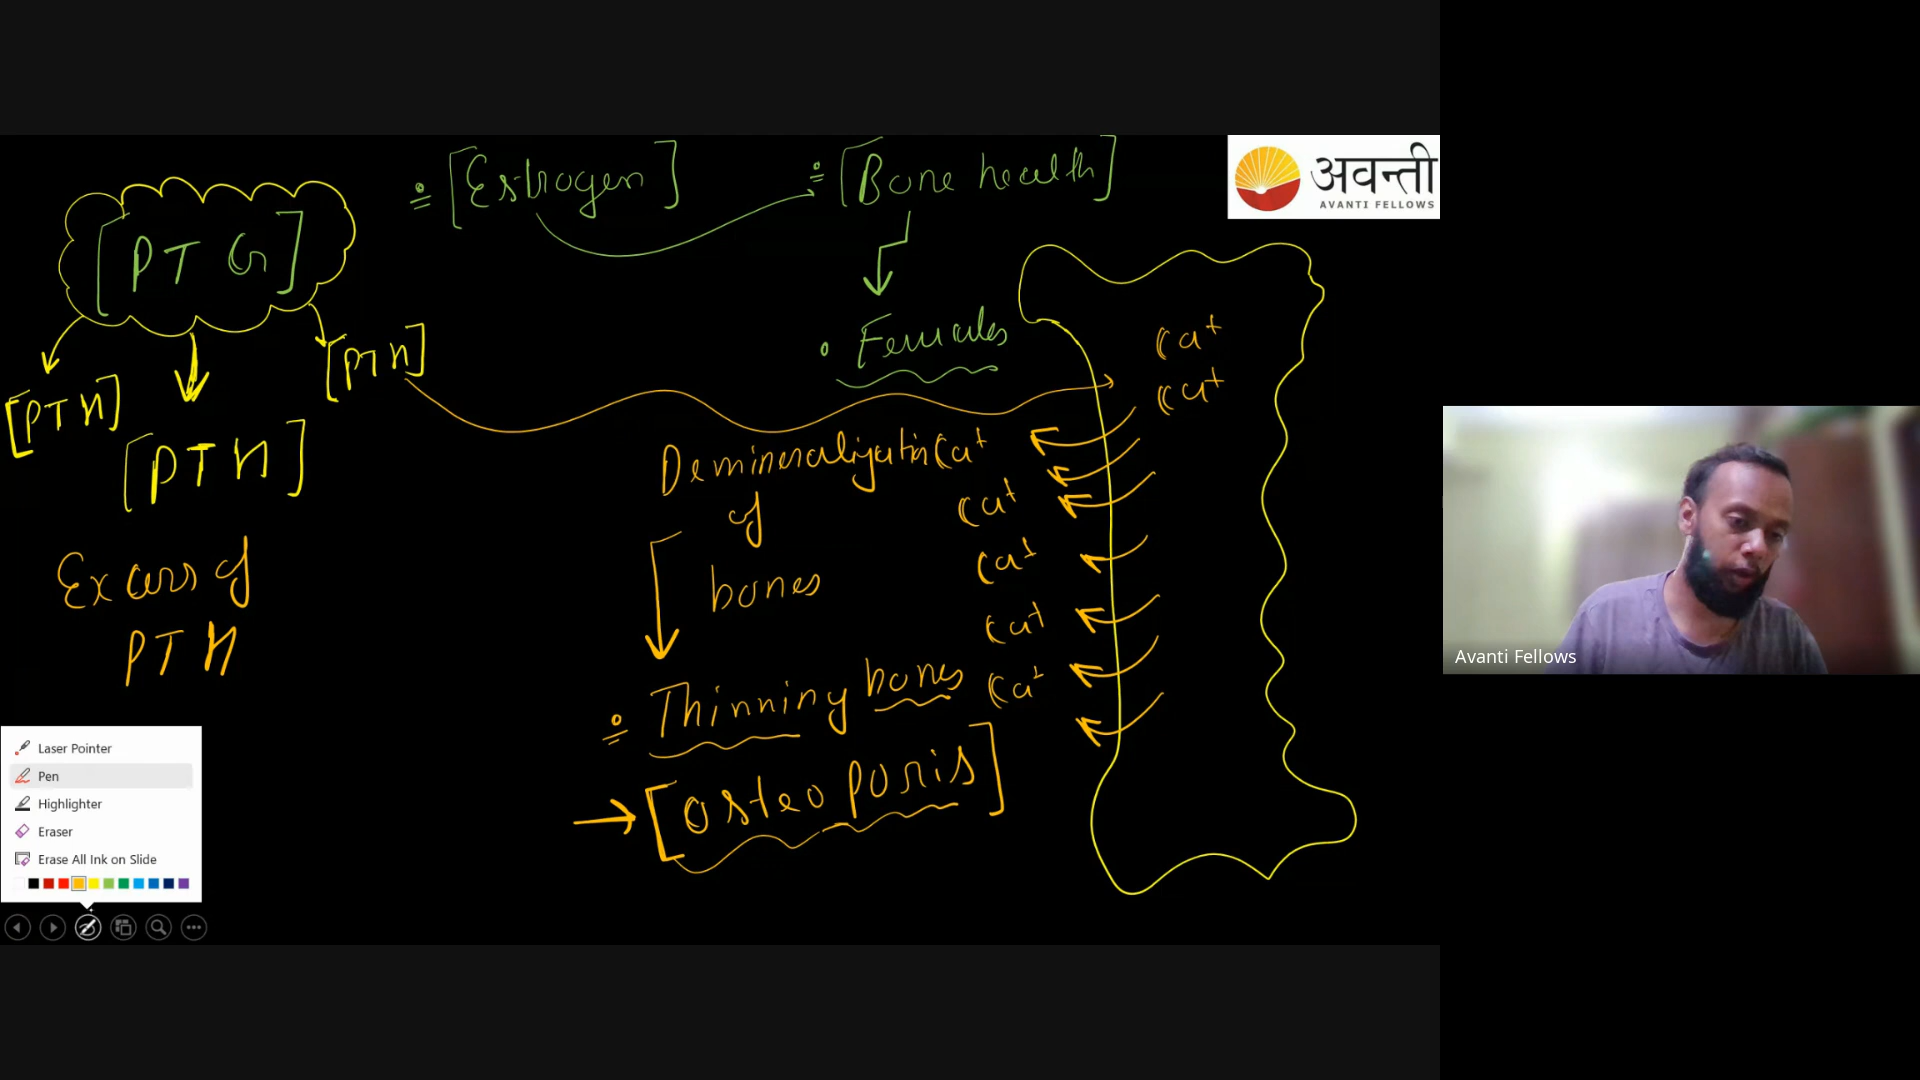 [Estrogen]
[Bone health]
अवन्ती
AVANTI FELLOWS
[PTG]
Females
[PTH]
[PTH]
[PTH]
Ca+
Ca+
Demineralization Ca+
of
bones
Ca+
Ca+
Ca+
Ca+
Excess of
PTH
Thinning bones
→ [Osteoporis]
Avanti Fellows
Laser Pointer
Pen
Highlighter
Eraser
Erase All Ink on Slide